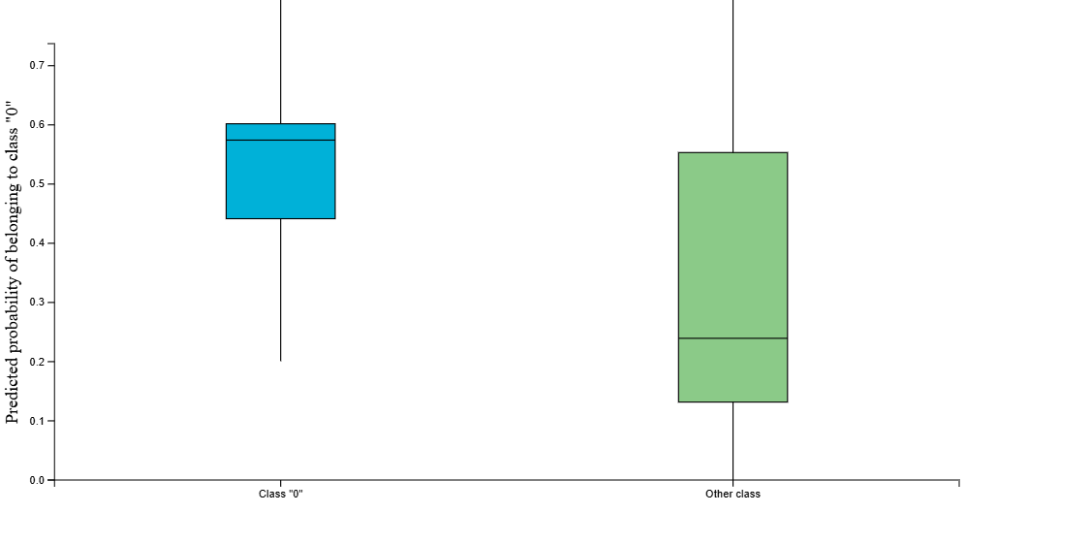 Predicted probability of belonging to class "0"
0.7
0.6
0.5
0.4
0.3
0.2
0.1
0.0
Class "0"
Other class